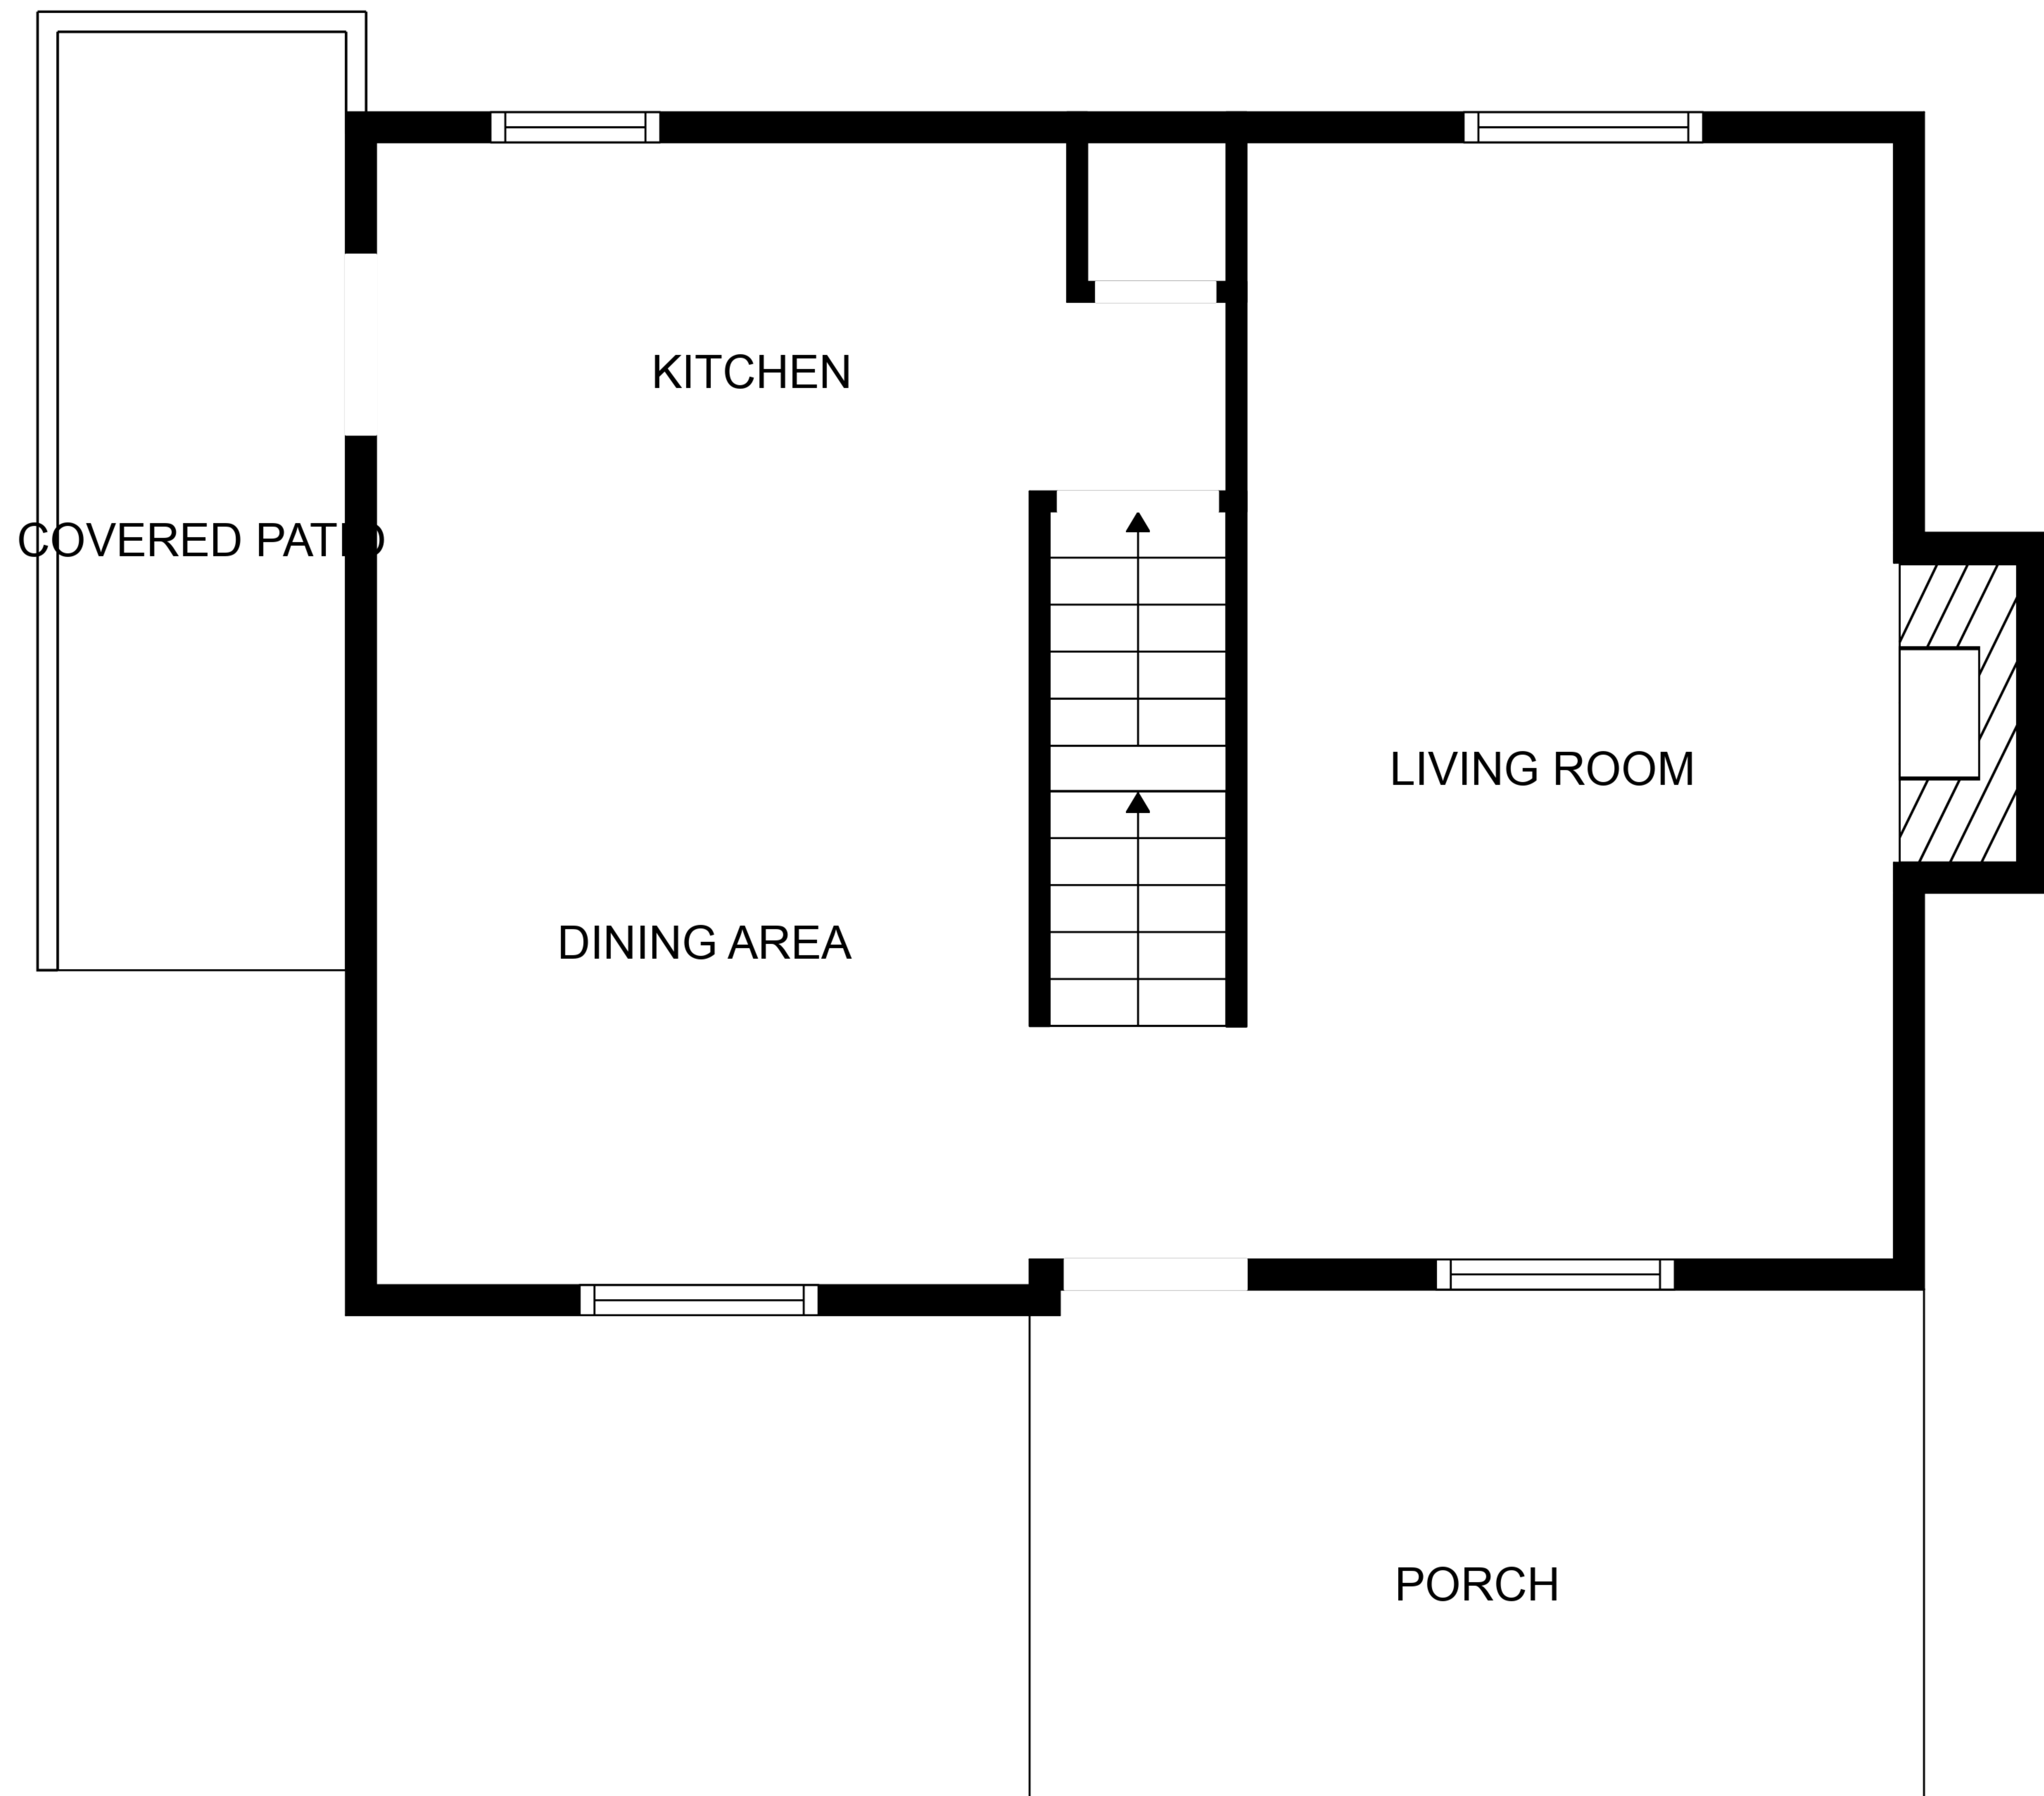 KITCHEN
COVERED PATIO
LIVING ROOM
DINING AREA
PORCH